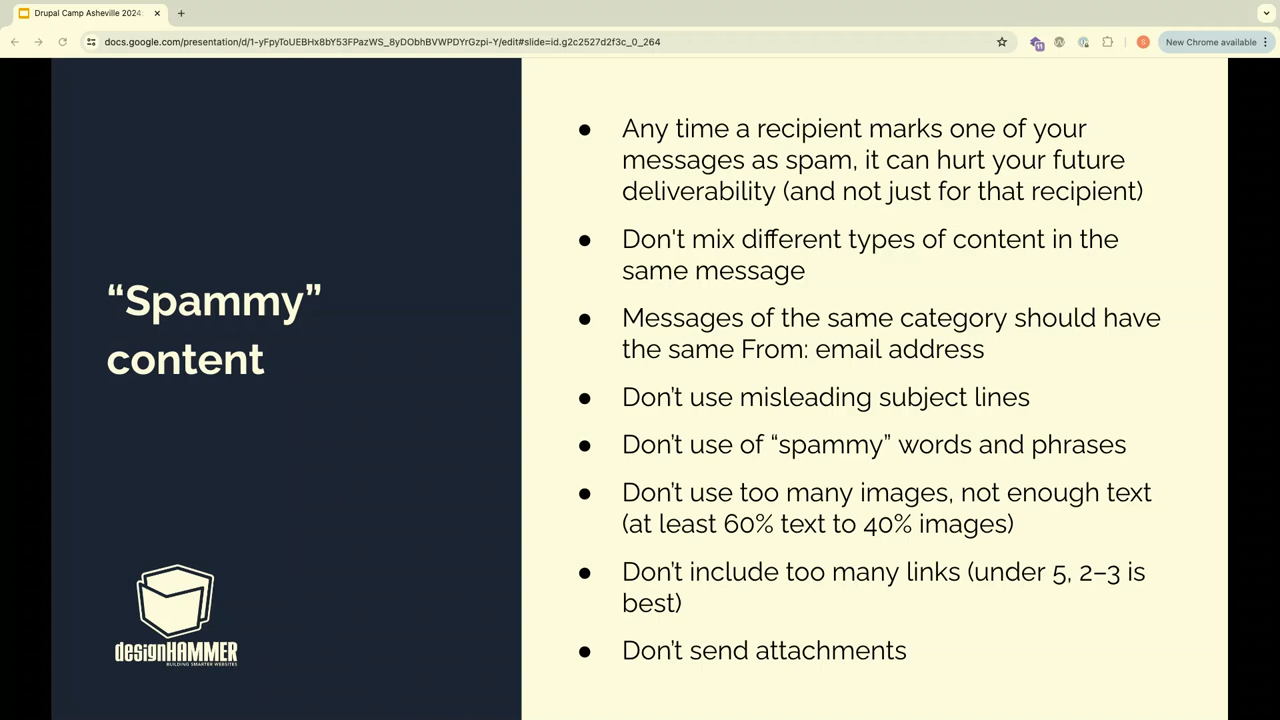 Drupal Camp Asheville 2024:
docs.google.com/presentation/d/1-yFpyToUEBHx8bY53FPazWS_8yDObhBVWPDYrGzpi-Y/edit#slide=id.g2c2527d2f3c_0_264
11
S
New Chrome available
“Spammy”
content
designHAMMER
BUILDING SMARTER WEBSITES
● Any time a recipient marks one of your
messages as spam, it can hurt your future
deliverability (and not just for that recipient)
● Don't mix different types of content in the
same message
● Messages of the same category should have
the same From: email address
● Don’t use misleading subject lines
● Don’t use of “spammy” words and phrases
● Don’t use too many images, not enough text
(at least 60% text to 40% images)
● Don’t include too many links (under 5, 2–3 is
best)
● Don’t send attachments